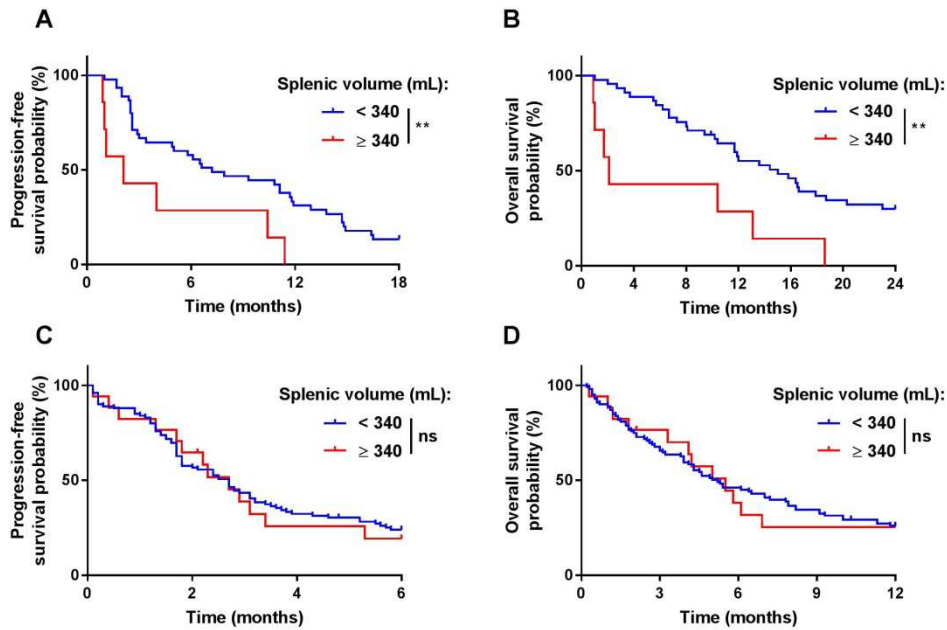 A
Progression-free
survival probability (%)
100
50
0
0 6 12 18
Time (months)
Splenic volume (mL):
< 340
≥ 340
**
B
Overall survival
probability (%)
100
50
0
0 4 8 12 16 20 24
Time (months)
Splenic volume (mL):
< 340
≥ 340
**
C
Progression-free
survival probability (%)
100
50
0
0 2 4 6
Time (months)
Splenic volume (mL):
< 340
≥ 340
ns
D
Overall survival
probability (%)
100
50
0
0 3 6 9 12
Time (months)
Splenic volume (mL):
< 340
≥ 340
ns